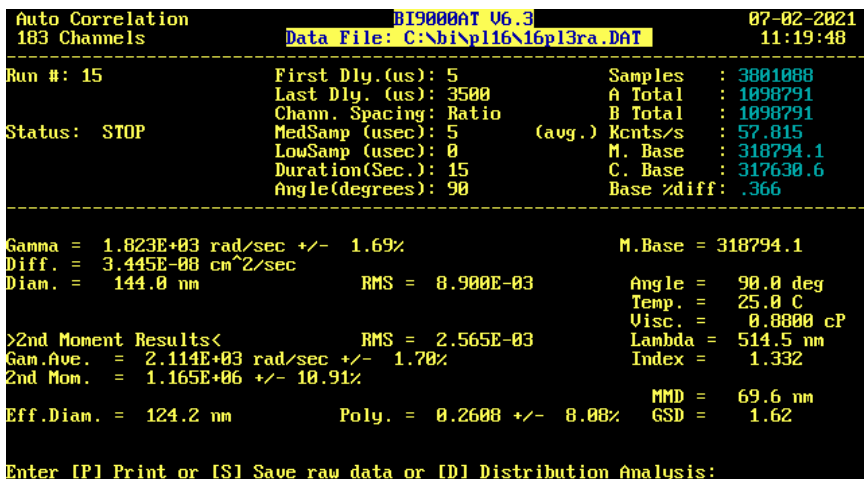 Auto Correlation BI9000AT V6.3 07-02-2021
183 Channels Data File: C:\bi\pl16\16pl3ra.DAT 11:19:48
Run #: 15 First Dly.(us): 5 Samples : 3801088
Last Dly. (us): 3500 A Total : 1098791
Chann. Spacing: Ratio B Total : 1098791
Status: STOP MedSamp (usec): 5 (avg.) Kcnts/s : 57.815
LowSamp (usec): 0 M. Base : 318794.1
Duration(Sec.): 15 C. Base : 317630.6
Angle(degrees): 90 Base %diff: .366
Gamma = 1.823E+03 rad/sec +/- 1.69% M.Base = 318794.1
Diff. = 3.445E-08 cm^2/sec
Diam. = 144.0 nm RMS = 8.900E-03 Angle = 90.0 deg
Temp. = 25.0 C
Visc. = 0.8800 cP
>2nd Moment Results< RMS = 2.565E-03 Lambda = 514.5 nm
Gam.Ave. = 2.114E+03 rad/sec +/- 1.70% Index = 1.332
2nd Mom. = 1.165E+06 +/- 10.91%
MMD = 69.6 nm
Eff.Diam. = 124.2 nm Poly. = 0.2608 +/- 8.08% GSD = 1.62
Enter [P] Print or [S] Save raw data or [D] Distribution Analysis: